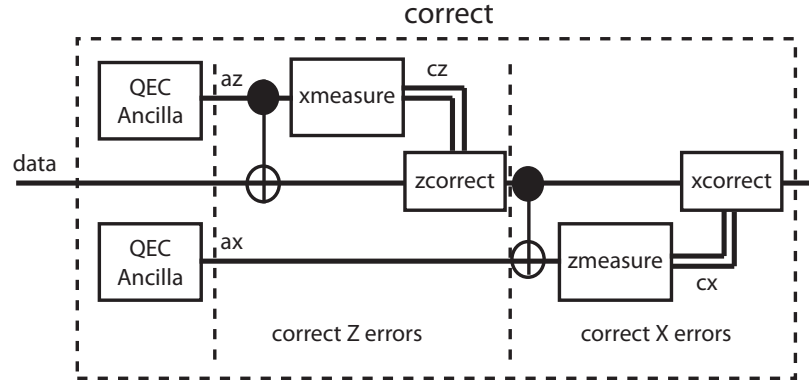 correct
QEC
Ancilla
az
xmeasure
cz
data
zcorrect
xcorrect
QEC
Ancilla
ax
zmeasure
cx
correct Z errors
correct X errors